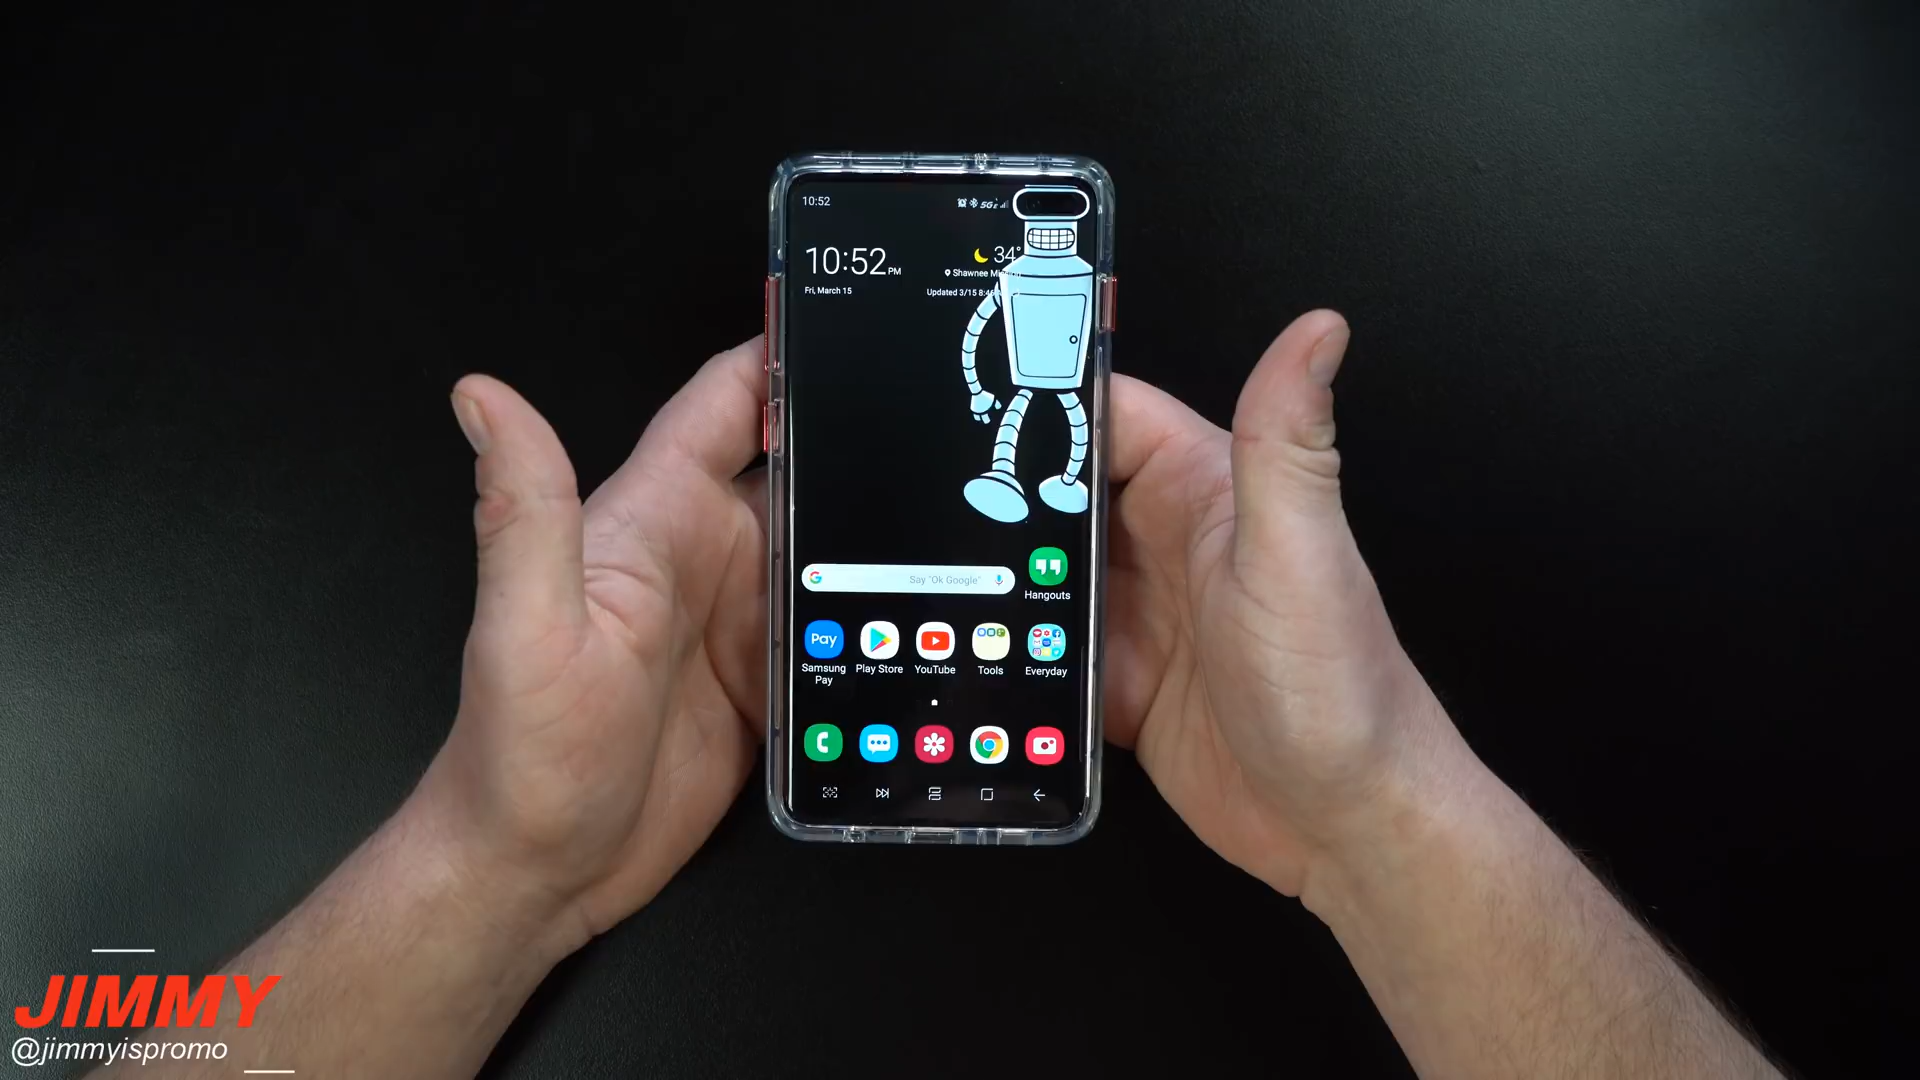 10:52
5GE
10:52 PM
34°
Shawnee
Fri, March 15
Updated 3/15
Say "Ok Google"
Hangouts
Pay
Samsung Pay
Play Store
YouTube
Tools
Everyday
JIMMY
@jimmyispromo